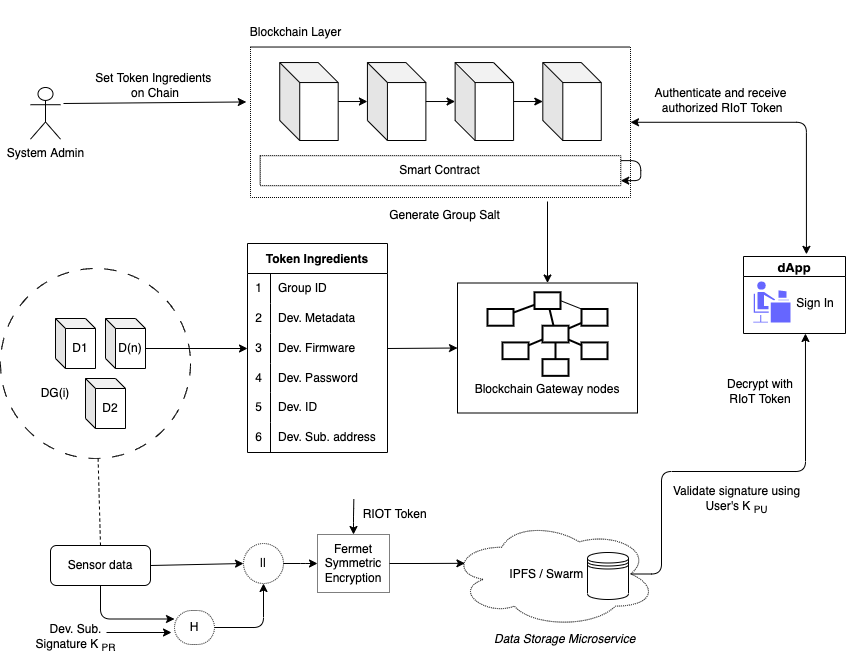 Blockchain Layer
Set Token Ingredients
on Chain
System Admin
Smart Contract
Authenticate and receive
authorized RIoT Token
Generate Group Salt
Token Ingredients
1 Group ID
2 Dev. Metadata
3 Dev. Firmware
4 Dev. Password
5 Dev. ID
6 Dev. Sub. address
D1
D(n)
DG(i)
D2
Blockchain Gateway nodes
dApp
Sign In
Decrypt with
RIoT Token
Validate signature using
User's K PU
RIOT Token
Sensor data
II
Fermet
Symmetric
Encryption
IPFS / Swarm
H
Dev. Sub.
Signature K PR
Data Storage Microservice